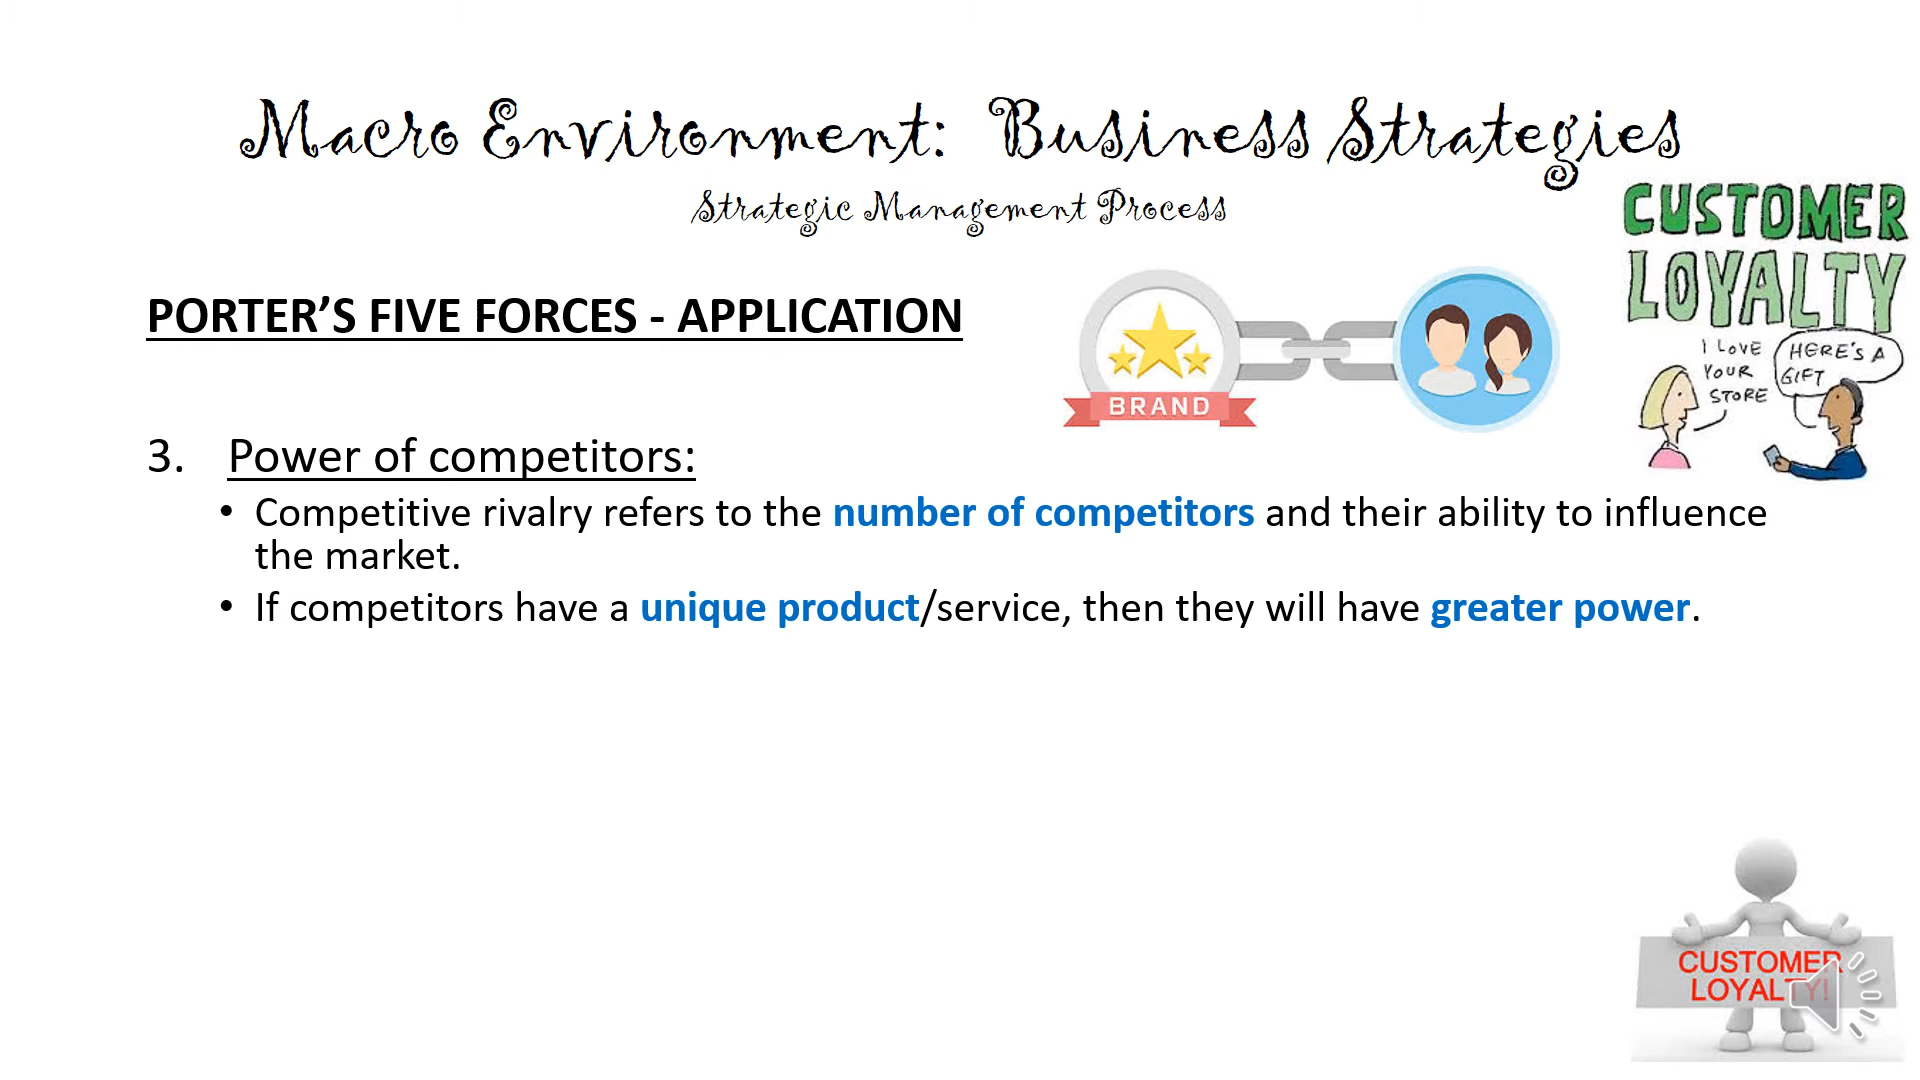 Macro Environment: Business Strategies
Strategic Management Process
CUSTOMER
LOYALTY
PORTER’S FIVE FORCES - APPLICATION
I LOVE
YOUR
STORE
HERE'S A
GIFT
BRAND
3. Power of competitors:
• Competitive rivalry refers to the number of competitors and their ability to influence
the market.
• If competitors have a unique product/service, then they will have greater power.
CUSTOMER
LOYALTY!